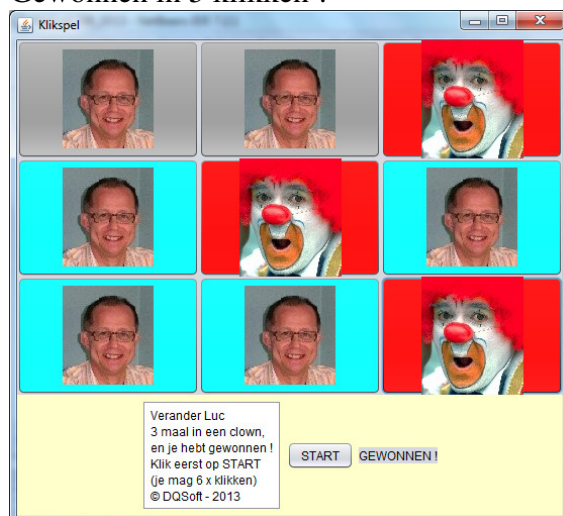 Gewonnen in 5 klikken !
Klikspel
Verander Luc
3 maal in een clown,
en je hebt gewonnen !
Klik eerst op START
(je mag 6 x klikken)
© DQSoft - 2013
START
GEWONNEN !